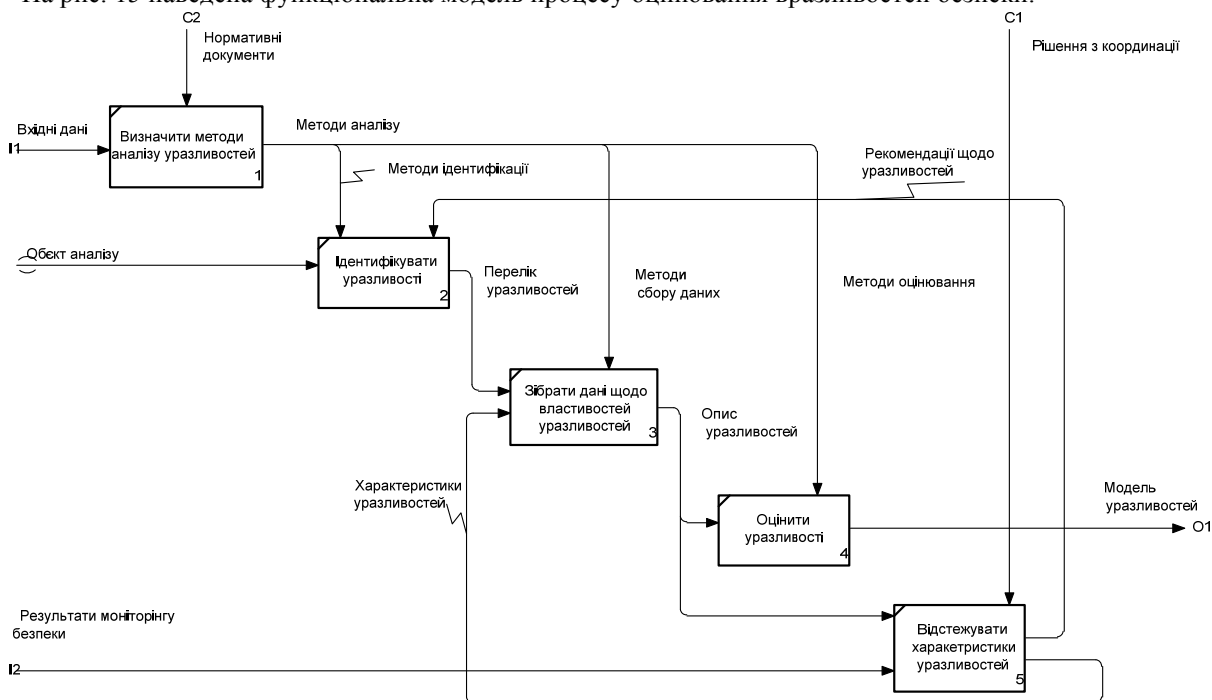 На рис. 15 наведена функціональна модель процесу оцінювання вразливостей безпеки.
C2
C1
Нормативні
документи
Рішення з координації
Вхідні дані
I1
Визначити методи
аналізу уразливостей
1
Методи аналізу
Методи ідентифікації
Рекомендації щодо
уразливостей
Обєкт аналізу
Ідентифікувати
уразливості
2
Перелік
уразливостей
Методи
сбору даних
Методи оцінювання
Зібрати дані щодо
властивостей
уразливостей
3
Опис
уразливостей
Характеристики
уразливостей
Оцінити
уразливості
4
Модель
уразливостей
O1
Результати моніторінгу
безпеки
I2
Відстежувати
харакетристики
уразливостей
5